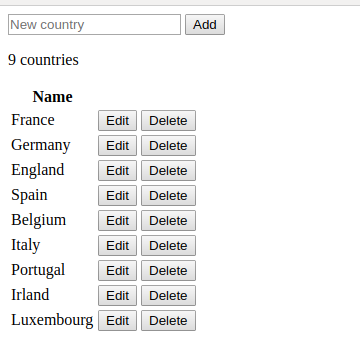 New country Add
9 countries
Name
France Edit Delete
Germany Edit Delete
England Edit Delete
Spain Edit Delete
Belgium Edit Delete
Italy Edit Delete
Portugal Edit Delete
Irland Edit Delete
Luxembourg Edit Delete